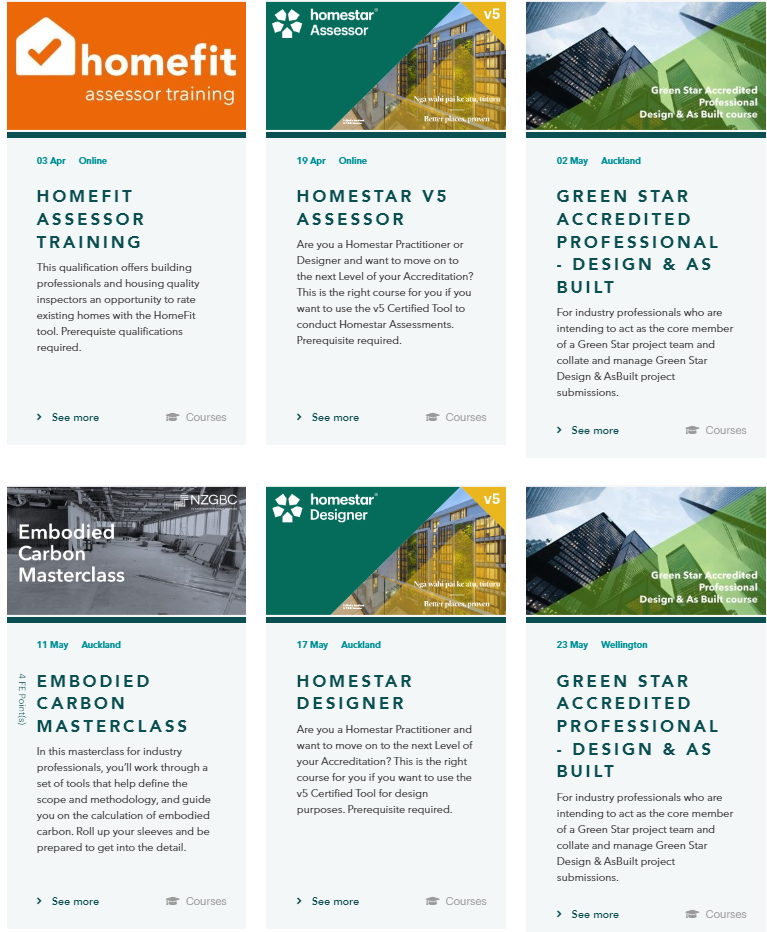 homefit
assessor training
03 Apr Online
HOMEFIT
ASSESSOR
TRAINING
This qualification offers building
professionals and housing quality
inspectors an opportunity to rate
existing homes with the HomeFit
tool. Prerequiste qualifications
required.
See more Courses
homestar®
Assessor
v5
Ngā wāhi pai ke atu, tūturu
Better places, proven
19 Apr Online
HOMESTAR V5
ASSESSOR
Are you a Homestar Practitioner or
Designer and want to move on to
the next Level of your Accreditation?
This is the right course for you if you
want to use the v5 Certified Tool to
conduct Homestar Assessments.
Prerequisite required.
See more Courses
Green Star Accredited
Professional
Design & As Built course
02 May Auckland
GREEN STAR
ACCREDITED
PROFESSIONAL
- DESIGN & AS
BUILT
For industry professionals who are
intending to act as the core member
of a Green Star project team and
collate and manage Green Star
Design & AsBuilt project
submissions.
See more Courses
NZGBC
Embodied
Carbon
Masterclass
11 May Auckland
4 FE Point(s)
EMBODIED
CARBON
MASTERCLASS
In this masterclass for industry
professionals, you'll work through a
set of tools that help define the
scope and methodology, and guide
you on the calculation of embodied
carbon. Roll up your sleeves and be
prepared to get into the detail.
See more Courses
homestar®
Designer
v5
Ngā wāhi pai ke atu, tūturu
Better places, proven
17 May Auckland
HOMESTAR
DESIGNER
Are you a Homestar Practitioner and
want to move on to the next Level of
your Accreditation? This is the right
course for you if you want to use the
v5 Certified Tool for design
purposes. Prerequisite required.
See more Courses
Green Star Accredited
Professional
Design & As Built course
23 May Wellington
GREEN STAR
ACCREDITED
PROFESSIONAL
- DESIGN & AS
BUILT
For industry professionals who are
intending to act as the core member
of a Green Star project team and
collate and manage Green Star
Design & AsBuilt project
submissions.
See more Courses